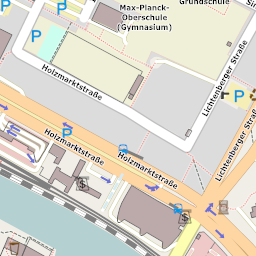 Max-Planck-
Oberschule
(Gymnasium)
Grundschule
P
P
P
P
P
Holzmarktstraße
Lichtenberger Straße
P
Holzmarktstraße
Holzmarktstraße
P